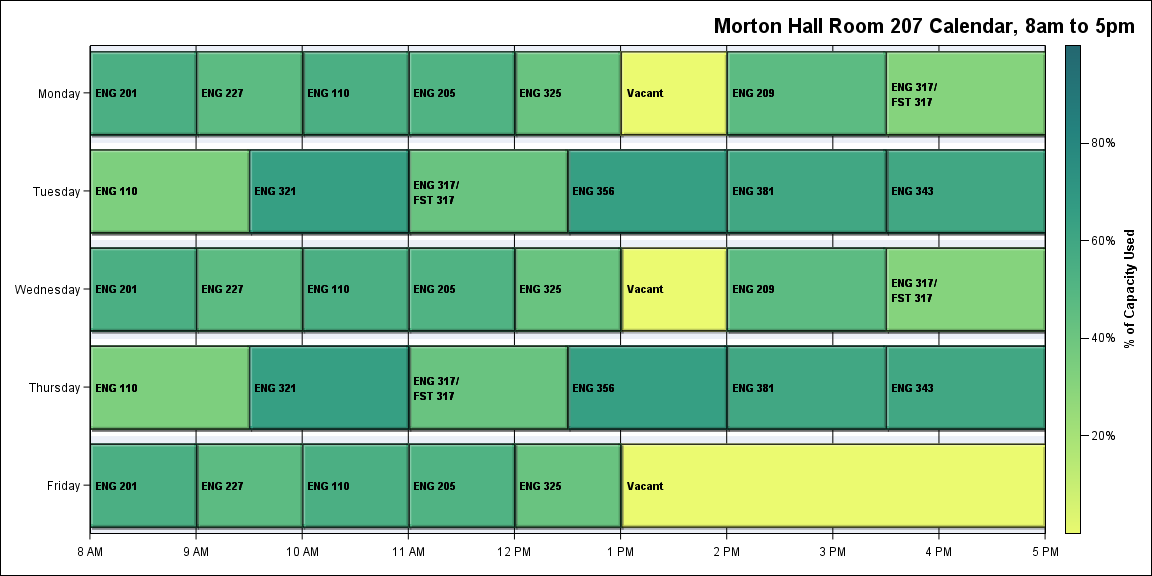 Morton Hall Room 207 Calendar, 8am to 5pm
Monday
ENG 201
ENG 227
ENG 110
ENG 205
ENG 325
Vacant
ENG 209
ENG 317/
FST 317
Tuesday
ENG 110
ENG 321
ENG 317/
FST 317
ENG 356
ENG 381
ENG 343
Wednesday
ENG 201
ENG 227
ENG 110
ENG 205
ENG 325
Vacant
ENG 209
ENG 317/
FST 317
Thursday
ENG 110
ENG 321
ENG 317/
FST 317
ENG 356
ENG 381
ENG 343
Friday
ENG 201
ENG 227
ENG 110
ENG 205
ENG 325
Vacant
8 AM
9 AM
10 AM
11 AM
12 PM
1 PM
2 PM
3 PM
4 PM
5 PM
80%
60%
40%
20%
% of Capacity Used